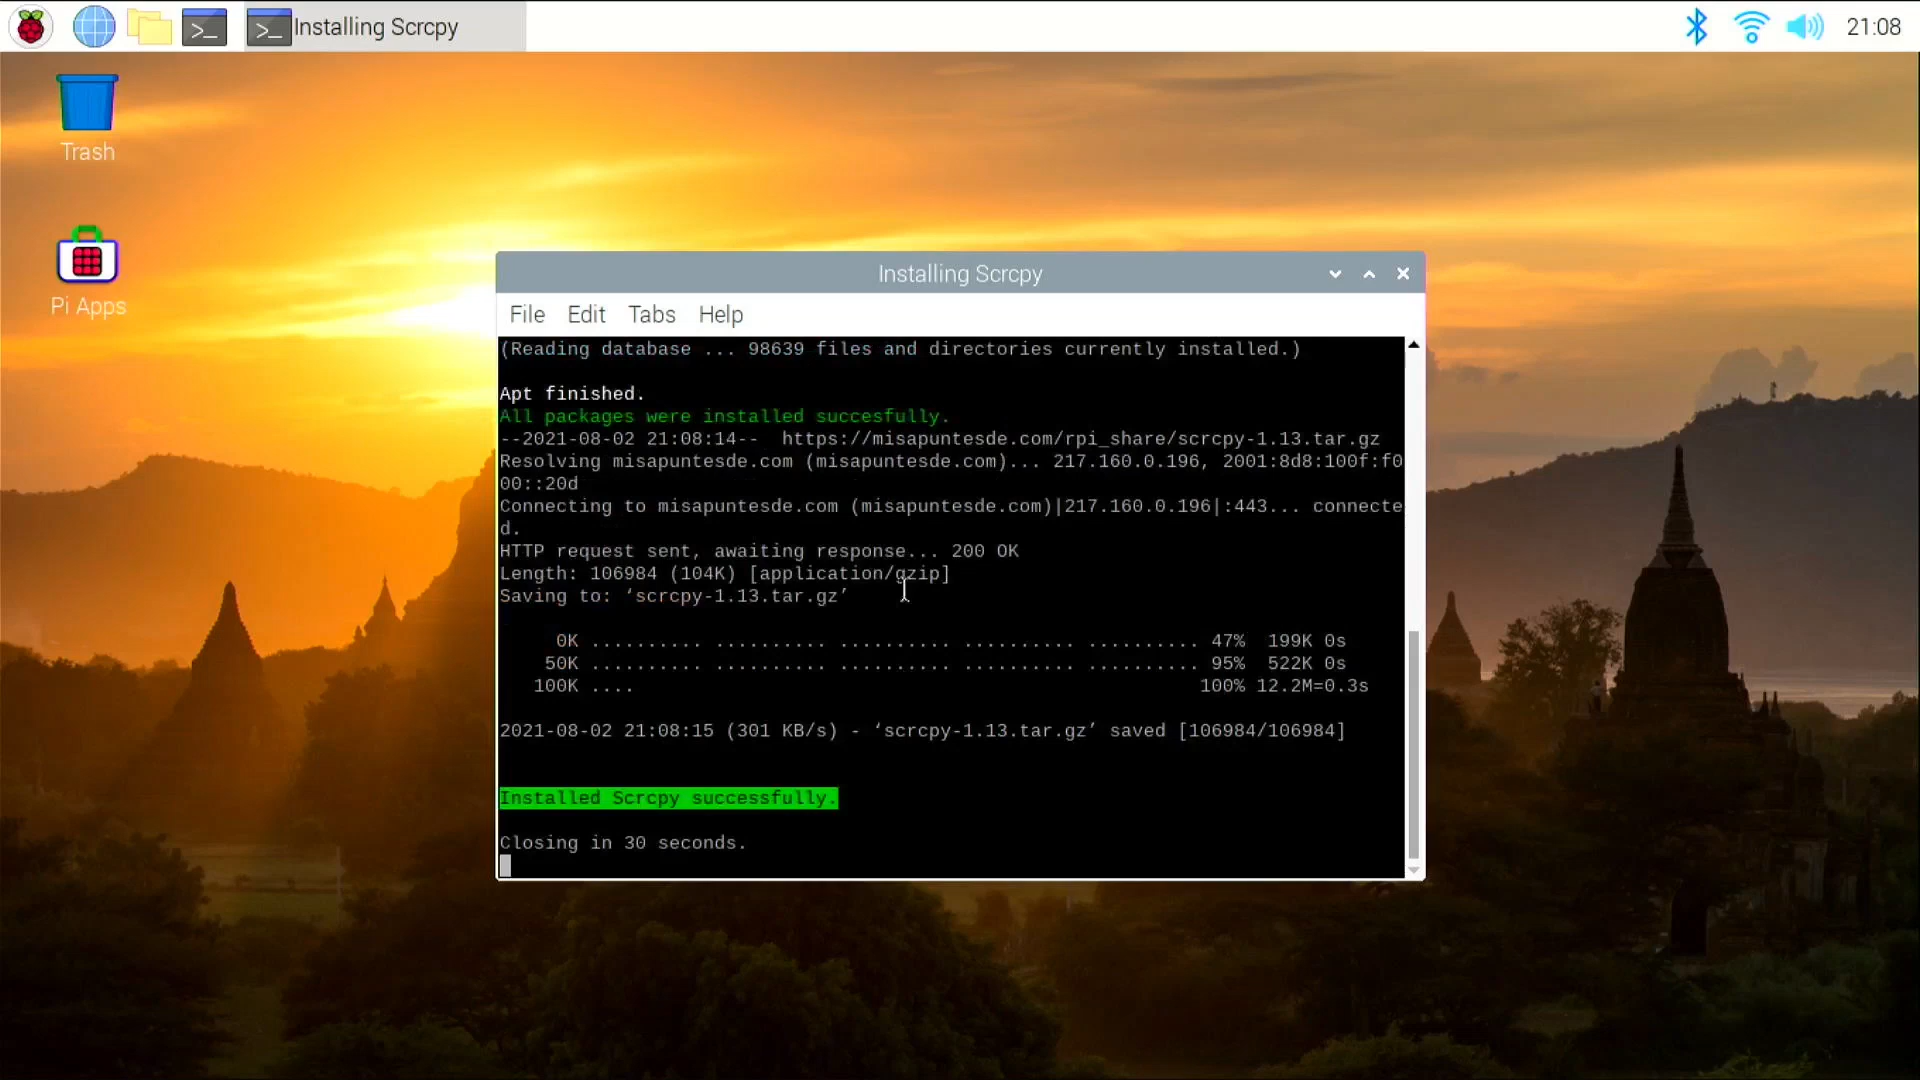 Installing Scrcpy
21:08
Trash
Pi Apps
Installing Scrcpy
File Edit Tabs Help
(Reading database ... 98639 files and directories currently installed.)
Apt finished.
All packages were installed succesfully.
--2021-08-02 21:08:14--  https://misapuntesde.com/rpi_share/scrcpy-1.13.tar.gz
Resolving misapuntesde.com (misapuntesde.com)... 217.160.0.196, 2001:8d8:100f:f0
00::20d
Connecting to misapuntesde.com (misapuntesde.com)|217.160.0.196|:443... connecte
d.
HTTP request sent, awaiting response... 200 OK
Length: 106984 (104K) [application/gzip]
Saving to: ‘scrcpy-1.13.tar.gz’
0K .......... .......... .......... .......... .......... 47%  199K 0s
50K .......... .......... .......... .......... .......... 95%  522K 0s
100K ....                                                  100% 12.2M=0.3s
2021-08-02 21:08:15 (301 KB/s) - ‘scrcpy-1.13.tar.gz’ saved [106984/106984]
Installed Scrcpy successfully.
Closing in 30 seconds.